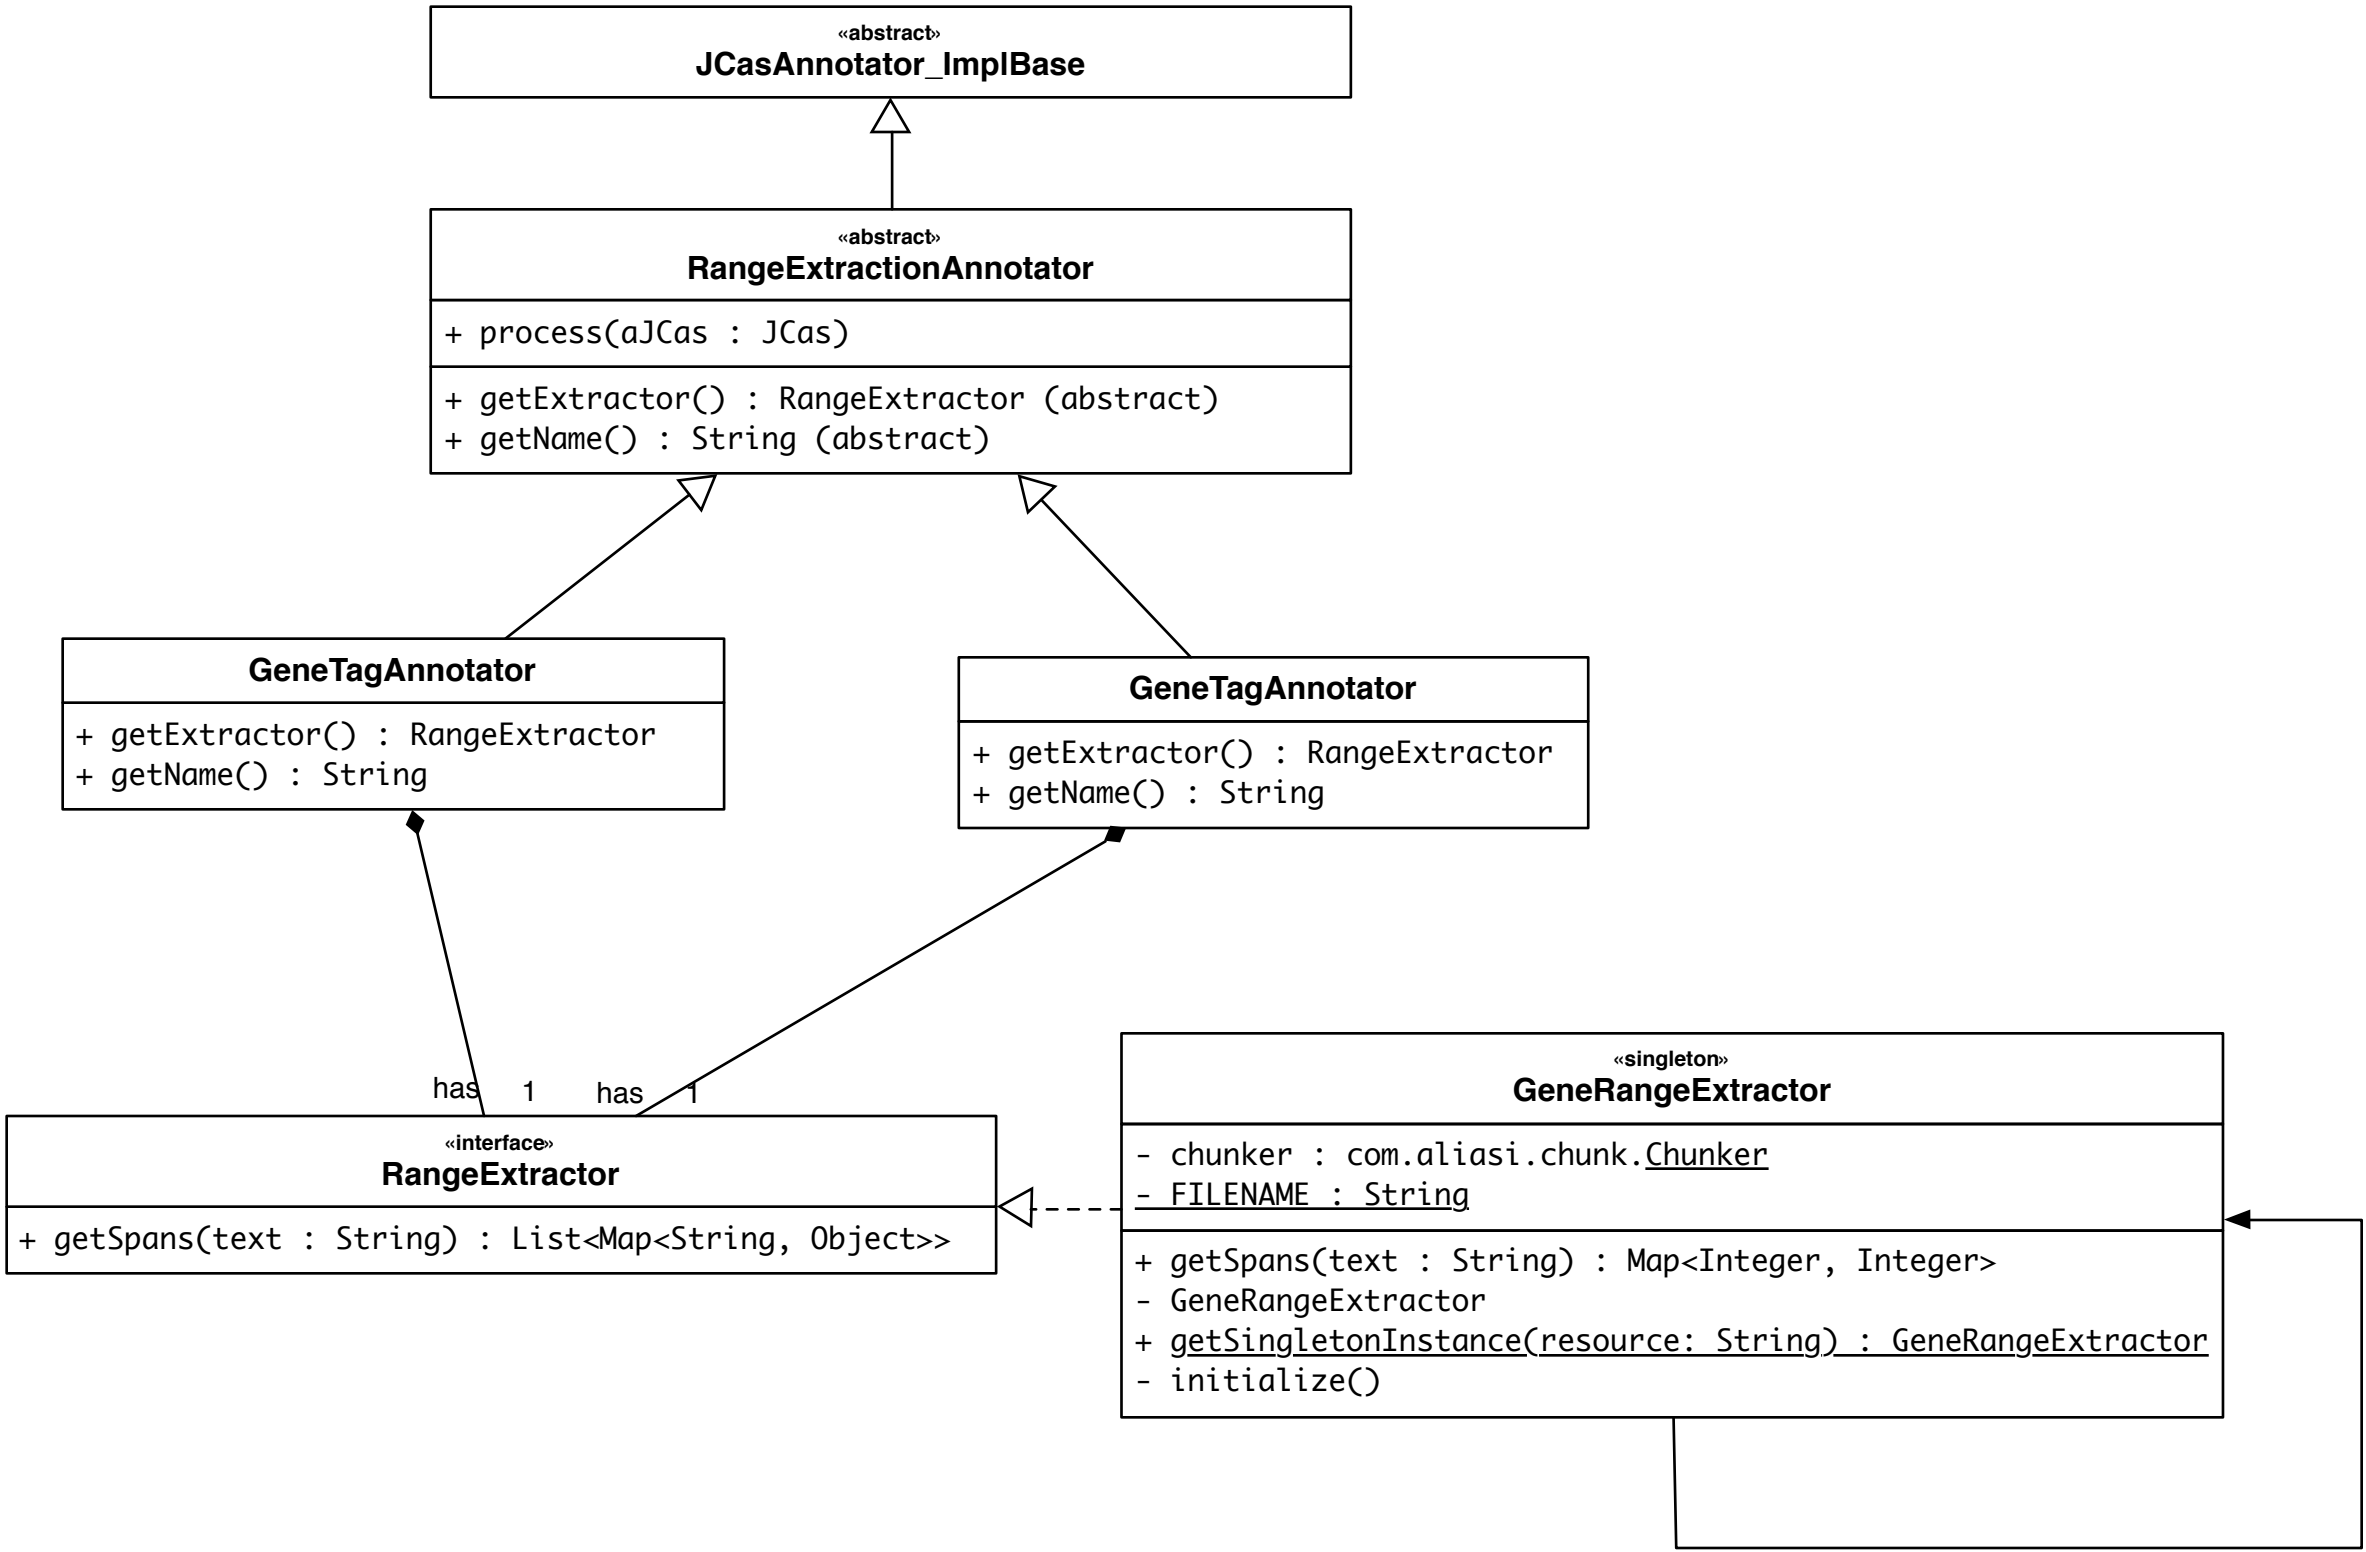 «abstract»
JCasAnnotator_ImplBase
«abstract»
RangeExtractionAnnotator
+ process(aJCas : JCas)
+ getExtractor() : RangeExtractor (abstract)
+ getName() : String (abstract)
GeneTagAnnotator
+ getExtractor() : RangeExtractor
+ getName() : String
GeneTagAnnotator
+ getExtractor() : RangeExtractor
+ getName() : String
has 1
has 1
«interface»
RangeExtractor
+ getSpans(text : String) : List<Map<String, Object>>
«singleton»
GeneRangeExtractor
- chunker : com.aliasi.chunk.Chunker
- FILENAME : String
+ getSpans(text : String) : Map<Integer, Integer>
- GeneRangeExtractor
+ getSingletonInstance(resource: String) : GeneRangeExtractor
- initialize()